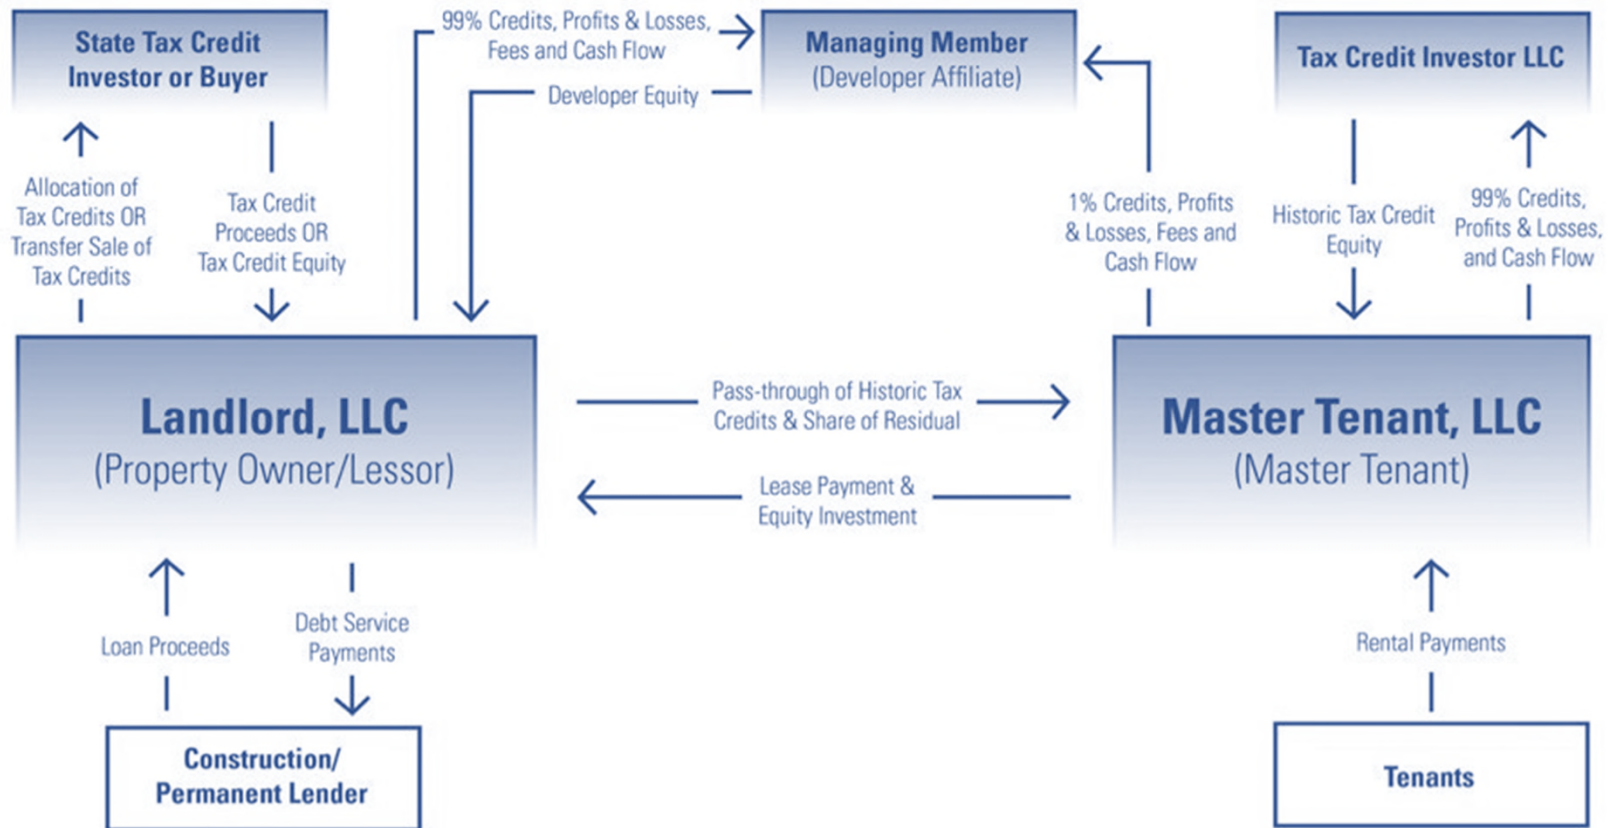 State Tax Credit
Investor or Buyer
99% Credits, Profits & Losses,
Fees and Cash Flow
Developer Equity
Managing Member
(Developer Affiliate)
Tax Credit Investor LLC
Allocation of
Tax Credits OR
Transfer Sale of
Tax Credits
Tax Credit
Proceeds OR
Tax Credit Equity
1% Credits, Profits
& Losses, Fees and
Cash Flow
Historic Tax Credit
Equity
99% Credits,
Profits & Losses,
and Cash Flow
Landlord, LLC
(Property Owner/Lessor)
Pass-through of Historic Tax
Credits & Share of Residual
Lease Payment &
Equity Investment
Master Tenant, LLC
(Master Tenant)
Loan Proceeds
Debt Service
Payments
Rental Payments
Construction/
Permanent Lender
Tenants